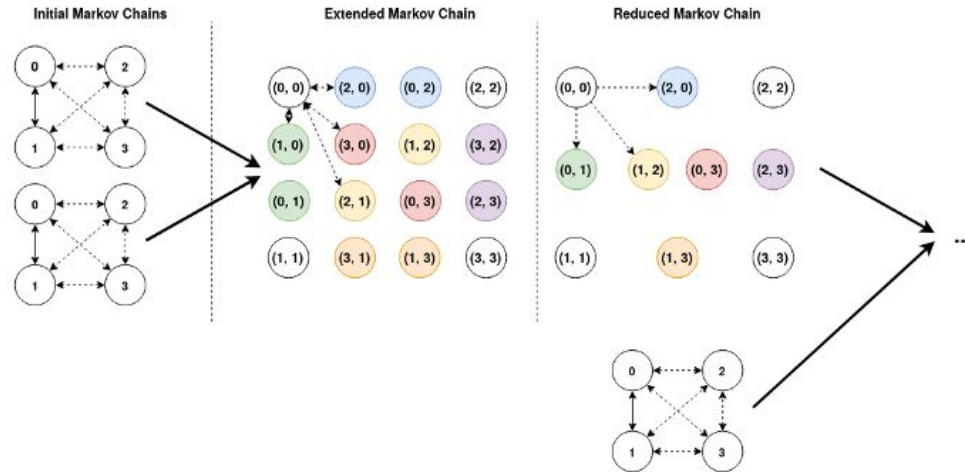 Initial Markov Chains
Extended Markov Chain
Reduced Markov Chain
0 2
1 3
0 2
1 3
(0, 0) (2, 0) (0, 2) (2, 2)
(1, 0) (3, 0) (1, 2) (3, 2)
(0, 1) (2, 1) (0, 3) (2, 3)
(1, 1) (3, 1) (1, 3) (3, 3)
(0, 0) (2, 0) (2, 2)
(0, 1) (1, 2) (0, 3) (2, 3)
(1, 1) (1, 3) (3, 3)
...
0 2
1 3